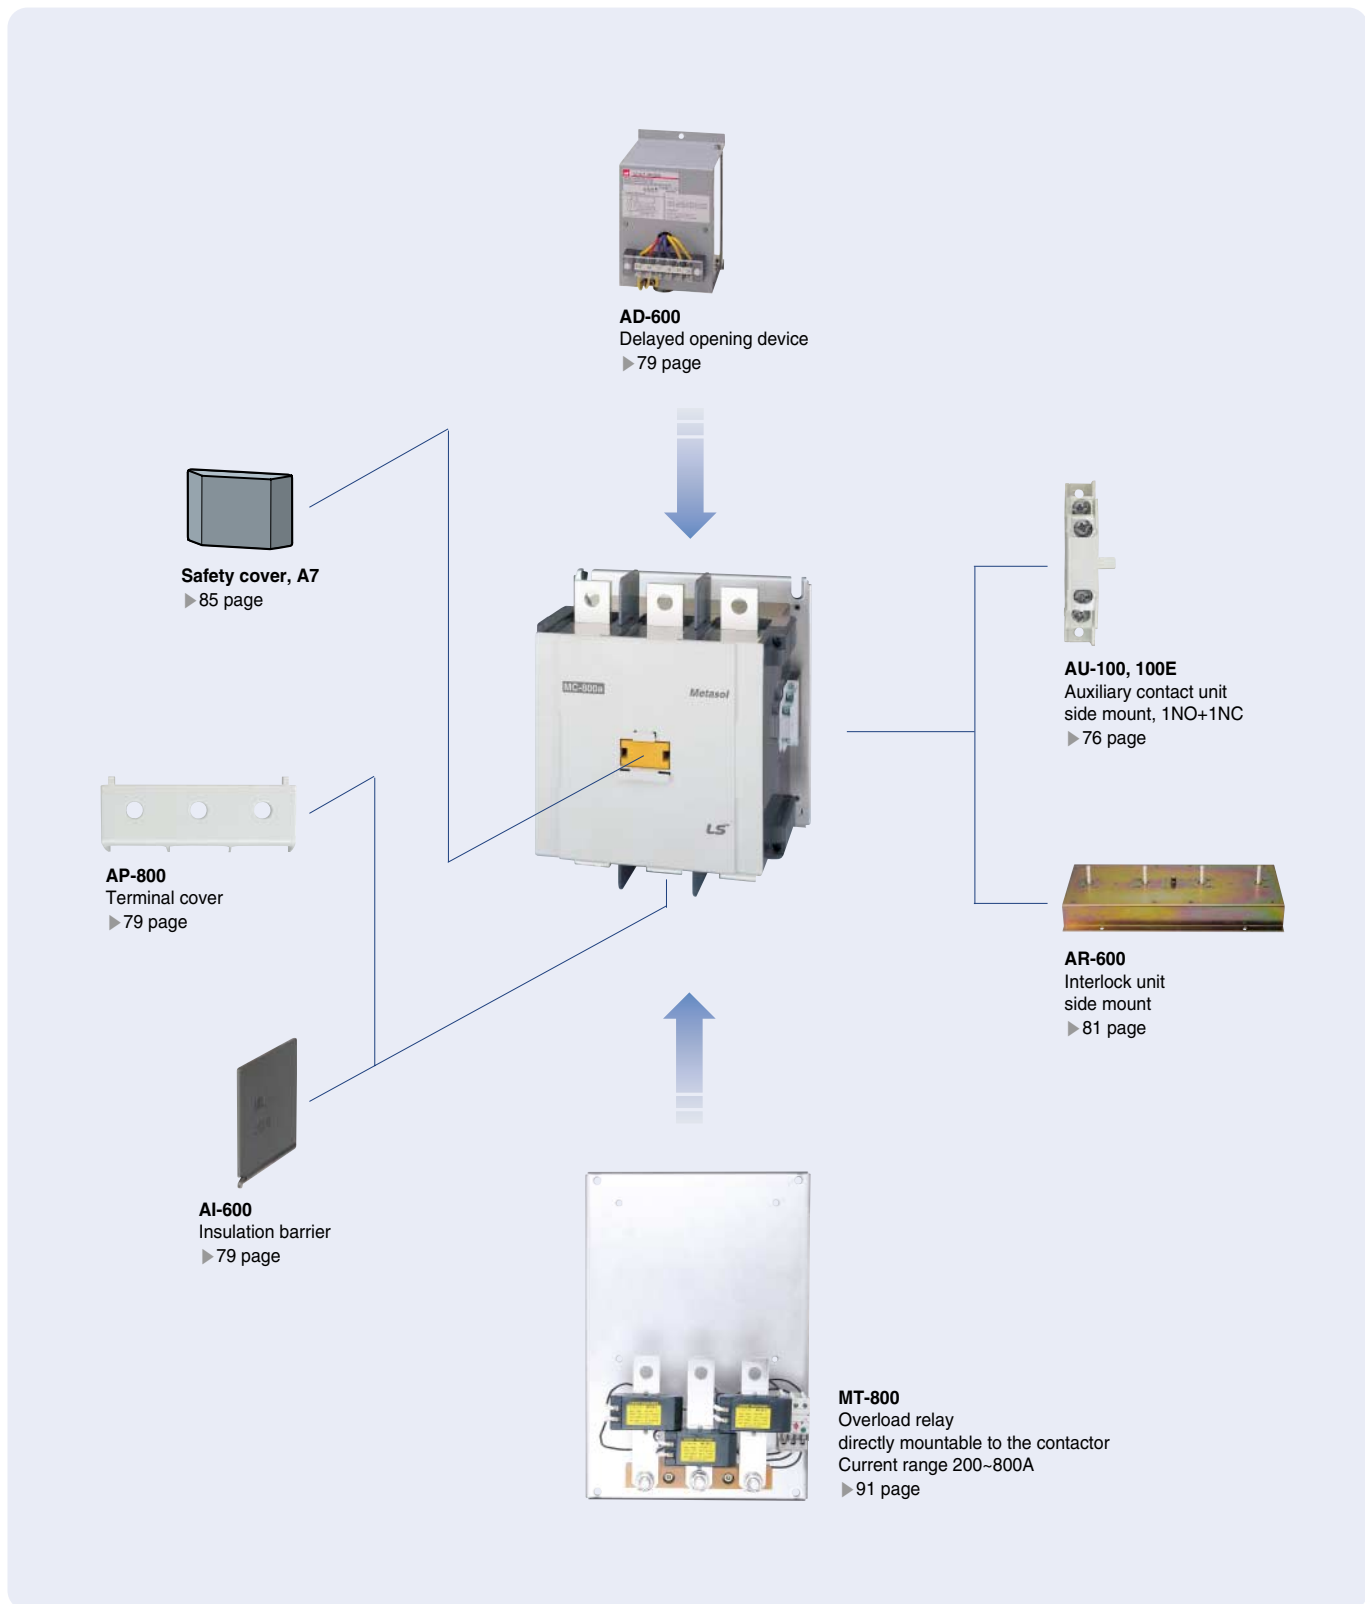 AD-600
Delayed opening device
▶79 page
Safety cover, A7
▶85 page
AU-100, 100E
Auxiliary contact unit
side mount, 1NO+1NC
▶76 page
MC-800a
Metasol
LS
AP-800
Terminal cover
▶79 page
AR-600
Interlock unit
side mount
▶81 page
AI-600
Insulation barrier
▶79 page
MT-800
Overload relay
directly mountable to the contactor
Current range 200~800A
▶91 page